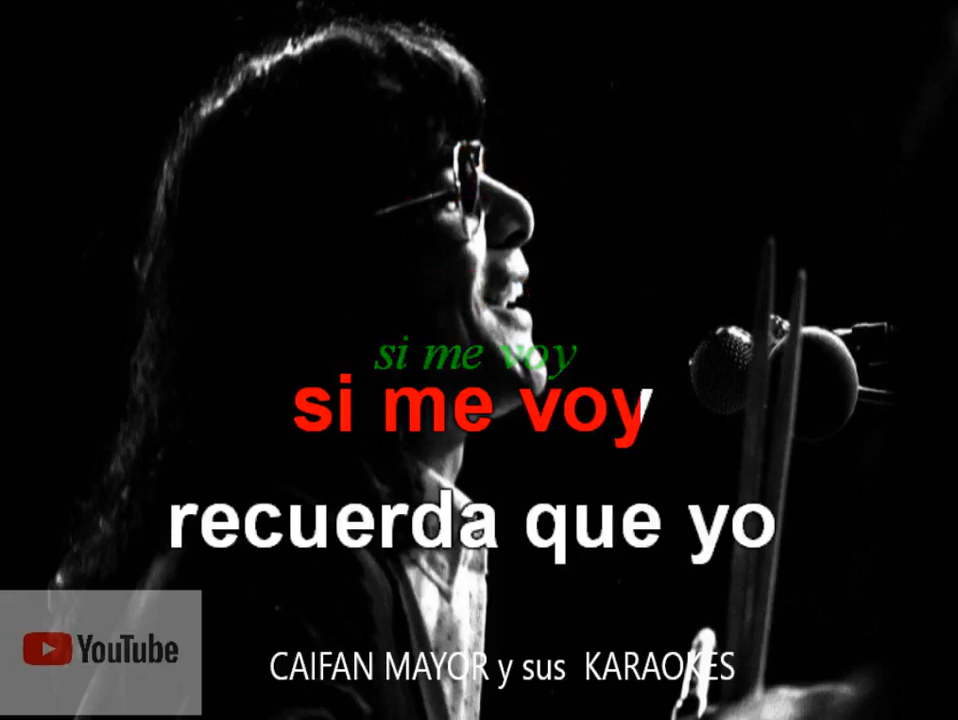 si me voy
si me voy
recuerda que yo
YouTube
CAIFAN MAYOR y sus KARAOKES